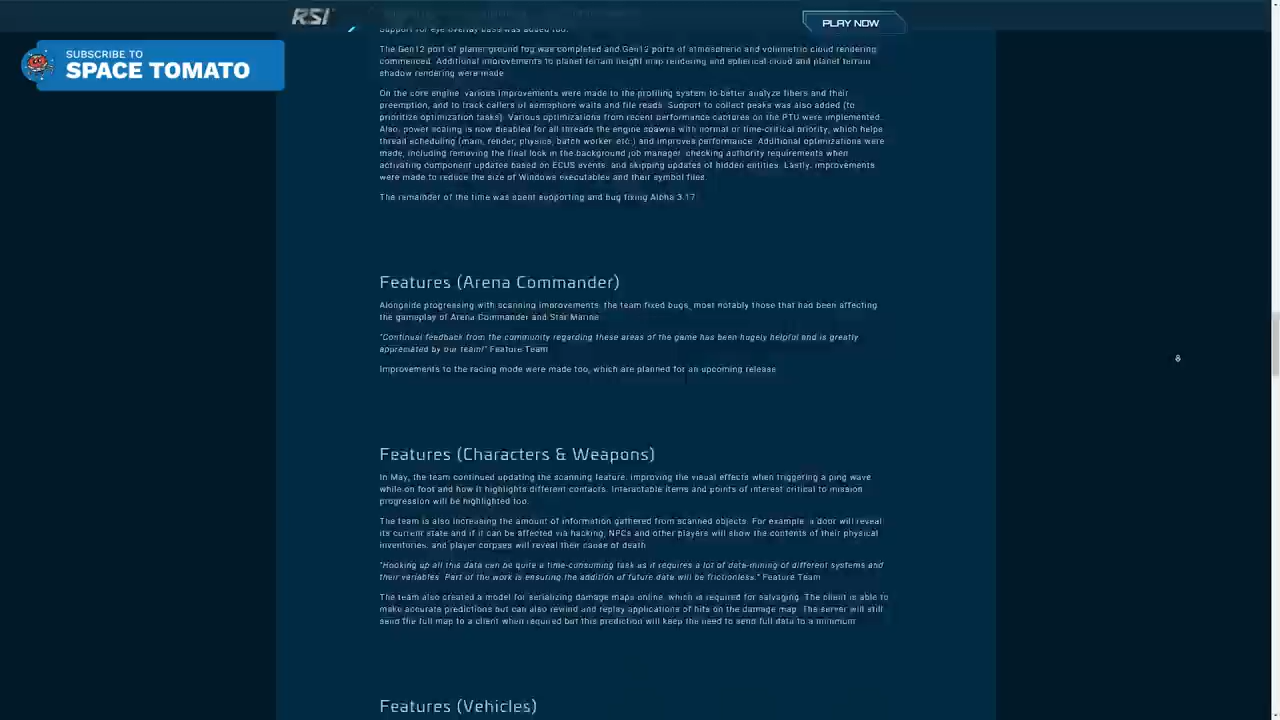 RSI
PLAY NOW
SUBSCRIBE TO
SPACE TOMATO
Support for eye overlay bass was added too.
The Gen12 port of planet ground fog was completed and Gen12 ports of atmospheric and volumetric cloud rendering
commenced. Additional improvements to planet terrain height map rendering and spherical cloud and planet terrain
shadow rendering were made.
On the core engine, various improvements were made to the profiling system to better analyze fibers and their
preemption, and to track callers of semaphore waits and file reads. Support to collect peaks was also added (to
prioritize optimization tasks). Various optimizations from recent performance captures on the PTU were implemented.
Also, power scaling is now disabled for all threads the engine spawns with normal or time-critical priority, which helps
thread scheduling (main, render, physics, batch worker, etc.) and improves performance. Additional optimizations were
made, including removing the final lock in the background job manager, checking authority requirements when
activating component updates based on ECUS events, and skipping updates of hidden entities. Lastly, improvements
were made to reduce the size of Windows executables and their symbol files.
The remainder of the time was spent supporting and bug fixing Alpha 3.17.
Features (Arena Commander)
Alongside progressing with scanning improvements, the team fixed bugs, most notably those that had been affecting
the gameplay of Arena Commander and Star Marine.
"Continual feedback from the community regarding these areas of the game has been hugely helpful and is greatly
appreciated by our team!" Feature Team
Improvements to the racing mode were made too, which are planned for an upcoming release.
Features (Characters & Weapons)
In May, the team continued updating the scanning feature, improving the visual effects when triggering a ping wave
while on foot and how it highlights different contacts. Interactable items and points of interest critical to mission
progression will be highlighted too.
The team is also increasing the amount of information gathered from scanned objects. For example, a door will reveal
its current state and if it can be affected via hacking, NPCs and other players will show the contents of their physical
inventories, and player corpses will reveal their cause of death.
"Hooking up all this data can be quite a time-consuming task as it requires a lot of data-mining of different systems and
their variables. Part of the work is ensuring the addition of future data will be frictionless." Feature Team
The team also created a model for serializing damage maps online, which is required for salvaging. The client is able to
make accurate predictions but can also rewind and replay applications of hits on the damage map. The server will still
send the full map to a client when required but this prediction will keep the need to send full data to a minimum.
Features (Vehicles)